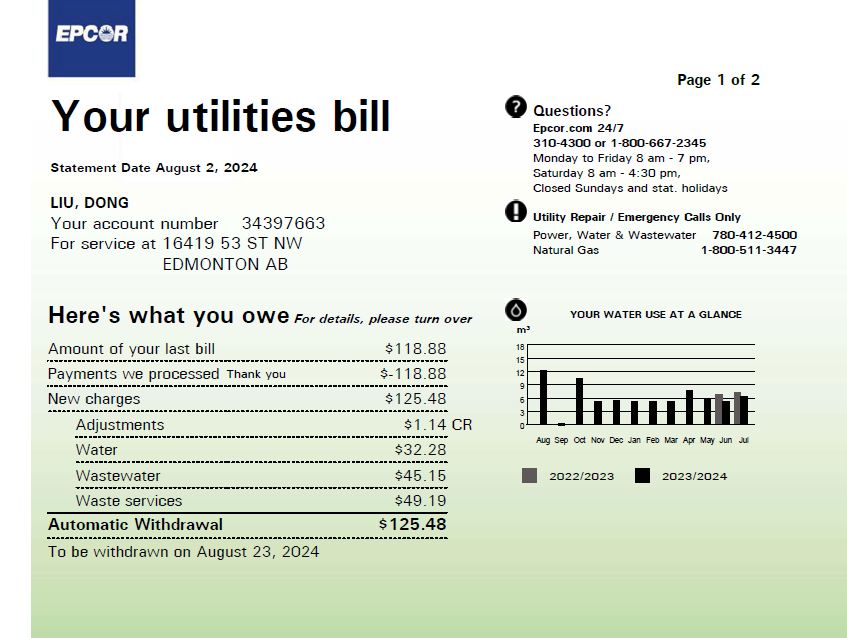 EPCOR
Page 1 of 2
Your utilities bill
Statement Date August 2, 2024
LIU, DONG
Your account number 34397663
For service at 16419 53 ST NW
EDMONTON AB
? Questions?
Epcor.com 24/7
310-4300 or 1-800-667-2345
Monday to Friday 8 am - 7 pm,
Saturday 8 am - 4:30 pm,
Closed Sundays and stat. holidays
! Utility Repair / Emergency Calls Only
Power, Water & Wastewater 780-412-4500
Natural Gas 1-800-511-3447
Here's what you owe For details, please turn over
Amount of your last bill $118.88
Payments we processed Thank you $-118.88
New charges $125.48
Adjustments $1.14 CR
Water $32.28
Wastewater $45.15
Waste services $49.19
Automatic Withdrawal $125.48
To be withdrawn on August 23, 2024
YOUR WATER USE AT A GLANCE
m³
18
15
12
9
6
3
0
Aug Sep Oct Nov Dec Jan Feb Mar Apr May Jun Jul
2022/2023 2023/2024